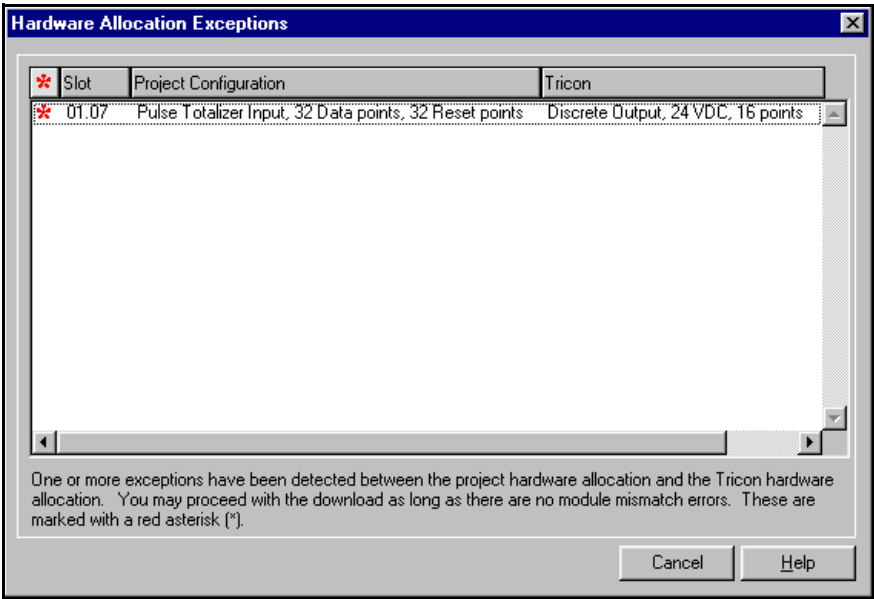 Hardware Allocation Exceptions
* Slot Project Configuration Tricon
* 01.07 Pulse Totalizer Input, 32 Data points, 32 Reset points Discrete Output, 24 VDC, 16 points
One or more exceptions have been detected between the project hardware allocation and the Tricon hardware
allocation. You may proceed with the download as long as there are no module mismatch errors. These are
marked with a red asterisk (*).
Cancel Help